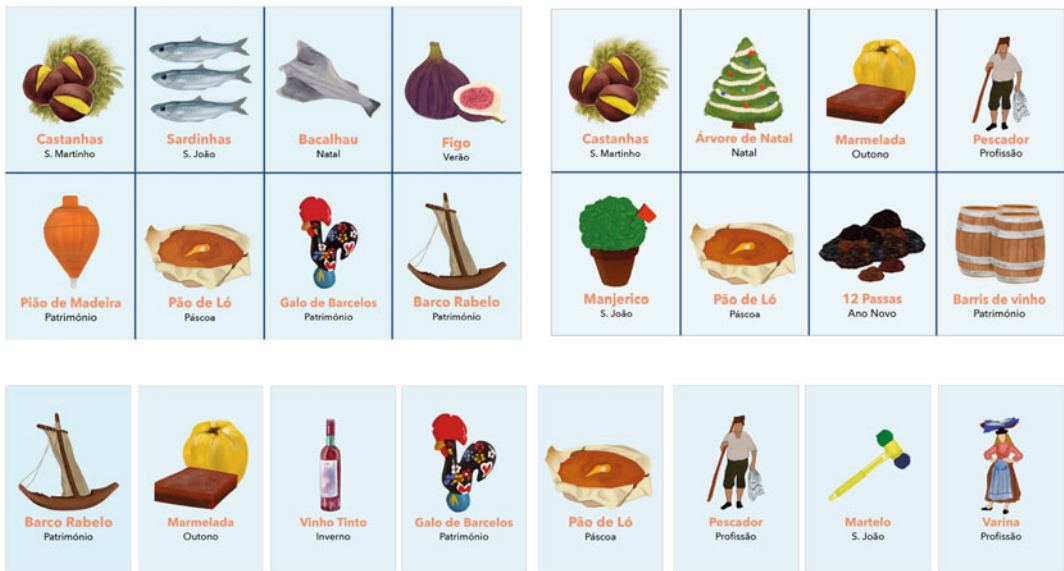 Castanhas
S. Martinho
Sardinhas
S. João
Bacalhau
Natal
Figo
Verão
Pião de Madeira
Património
Pão de Ló
Páscoa
Galo de Barcelos
Património
Barco Rabelo
Património
Castanhas
S. Martinho
Árvore de Natal
Natal
Marmelada
Outono
Pescador
Profissão
Manjerico
S. João
Pão de Ló
Páscoa
12 Passas
Ano Novo
Barris de vinho
Património
Barco Rabelo
Património
Marmelada
Outono
Vinho Tinto
Inverno
Galo de Barcelos
Património
Pão de Ló
Páscoa
Pescador
Profissão
Martelo
S. João
Varina
Profissão